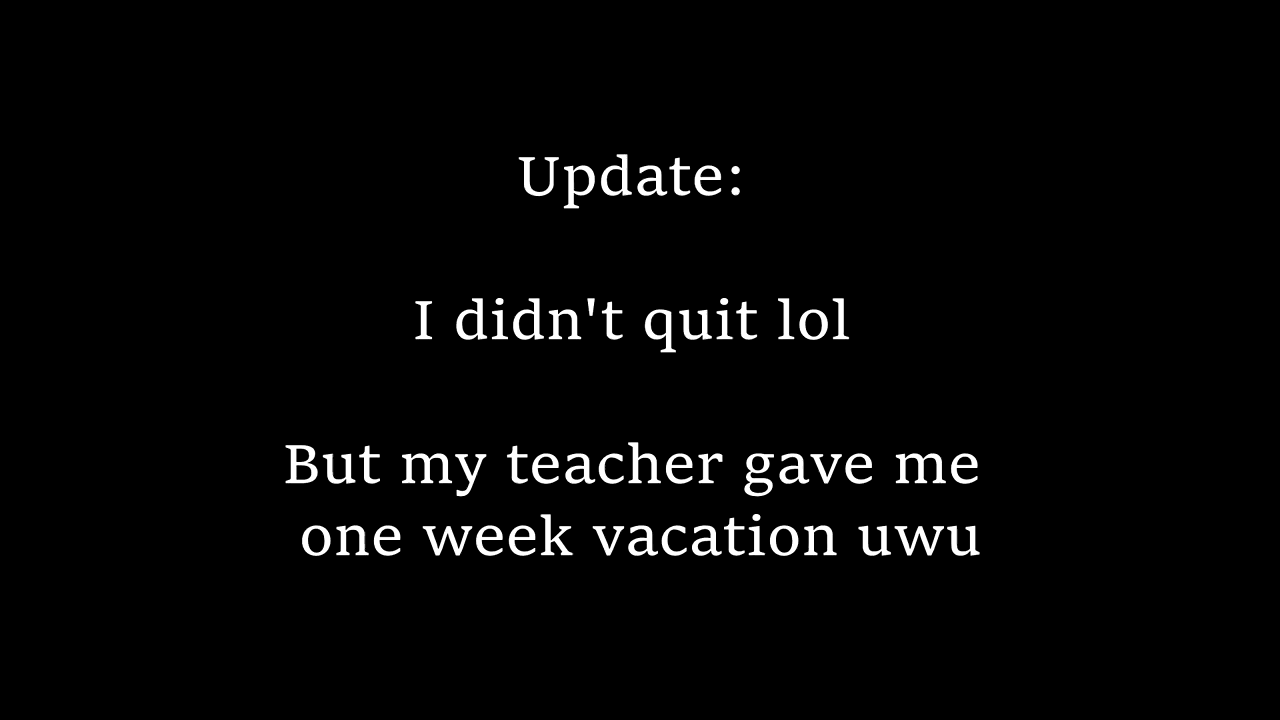 Update:
I didn't quit lol
But my teacher gave me
one week vacation uwu